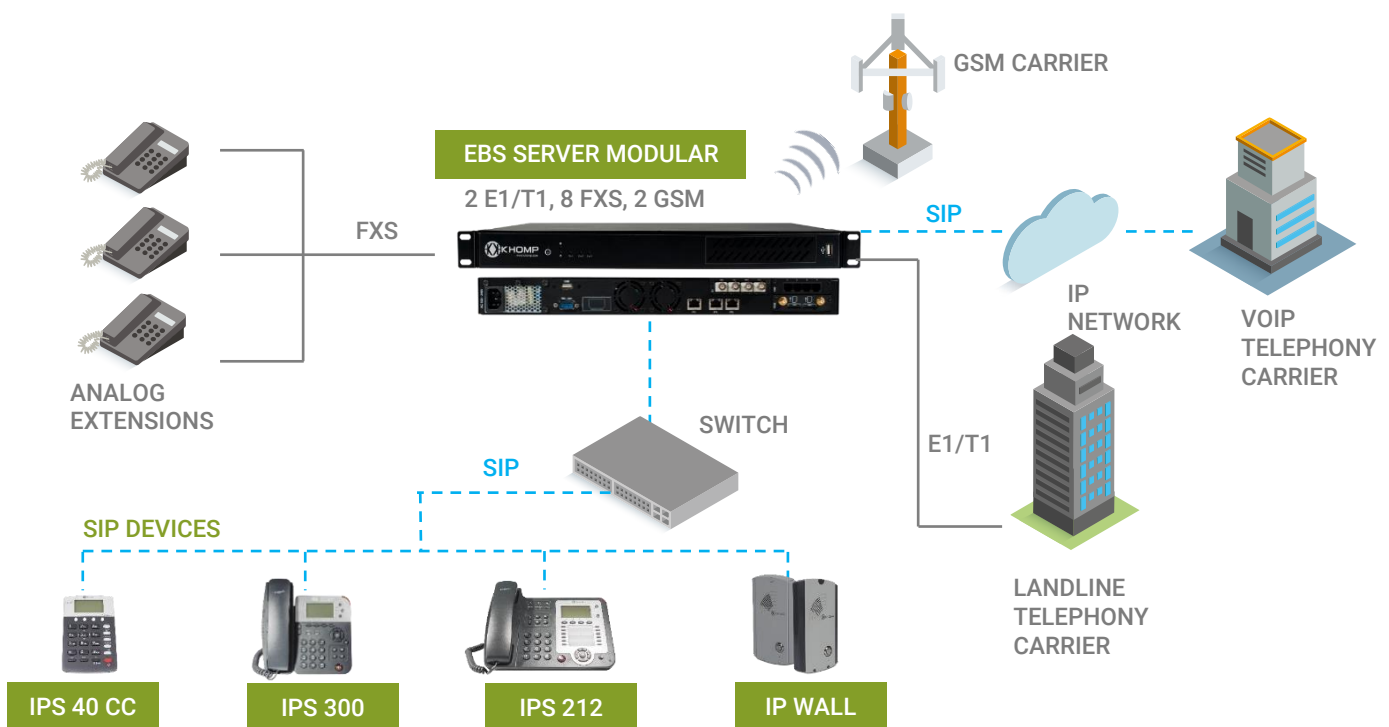 GSM CARRIER
EBS SERVER MODULAR
2 E1/T1, 8 FXS, 2 GSM
FXS
SIP
KHOMP
IP
NETWORK
VOIP
TELEPHONY
CARRIER
ANALOG
EXTENSIONS
SWITCH
E1/T1
SIP
SIP DEVICES
LANDLINE
TELEPHONY
CARRIER
IPS 40 CC
IPS 300
IPS 212
IP WALL